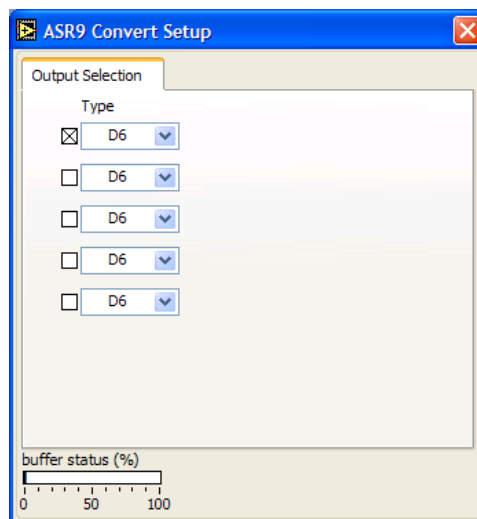 ASR9 Convert Setup
Output Selection
Type
D6
D6
D6
D6
D6
buffer status (%)
0 50 100